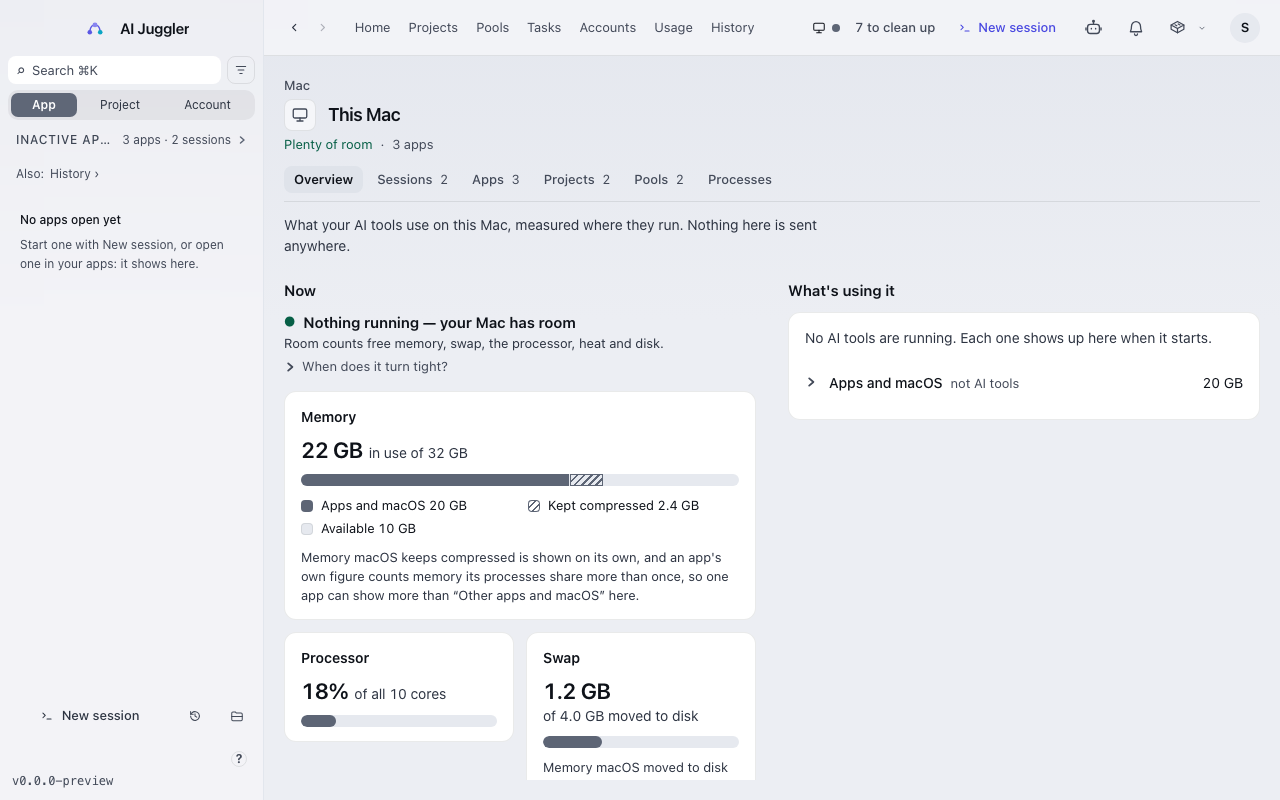 AI Juggler
Search ⌘K
App Project Account
INACTIVE AP… 3 apps · 2 sessions
Also: History ›
No apps open yet
Start one with New session, or open
one in your apps: it shows here.
New session
?
v0.0.0-preview
Home Projects Pools Tasks Accounts Usage History
7 to clean up
New session
S
Mac
This Mac
Plenty of room · 3 apps
Overview Sessions 2 Apps 3 Projects 2 Pools 2 Processes
What your AI tools use on this Mac, measured where they run. Nothing here is sent
anywhere.
Now
Nothing running — your Mac has room
Room counts free memory, swap, the processor, heat and disk.
When does it turn tight?
Memory
22 GB in use of 32 GB
Apps and macOS 20 GB Kept compressed 2.4 GB
Available 10 GB
Memory macOS keeps compressed is shown on its own, and an app's
own figure counts memory its processes share more than once, so one
app can show more than “Other apps and macOS” here.
Processor
18% of all 10 cores
Swap
1.2 GB
of 4.0 GB moved to disk
Memory macOS moved to disk
What's using it
No AI tools are running. Each one shows up here when it starts.
Apps and macOS not AI tools 20 GB